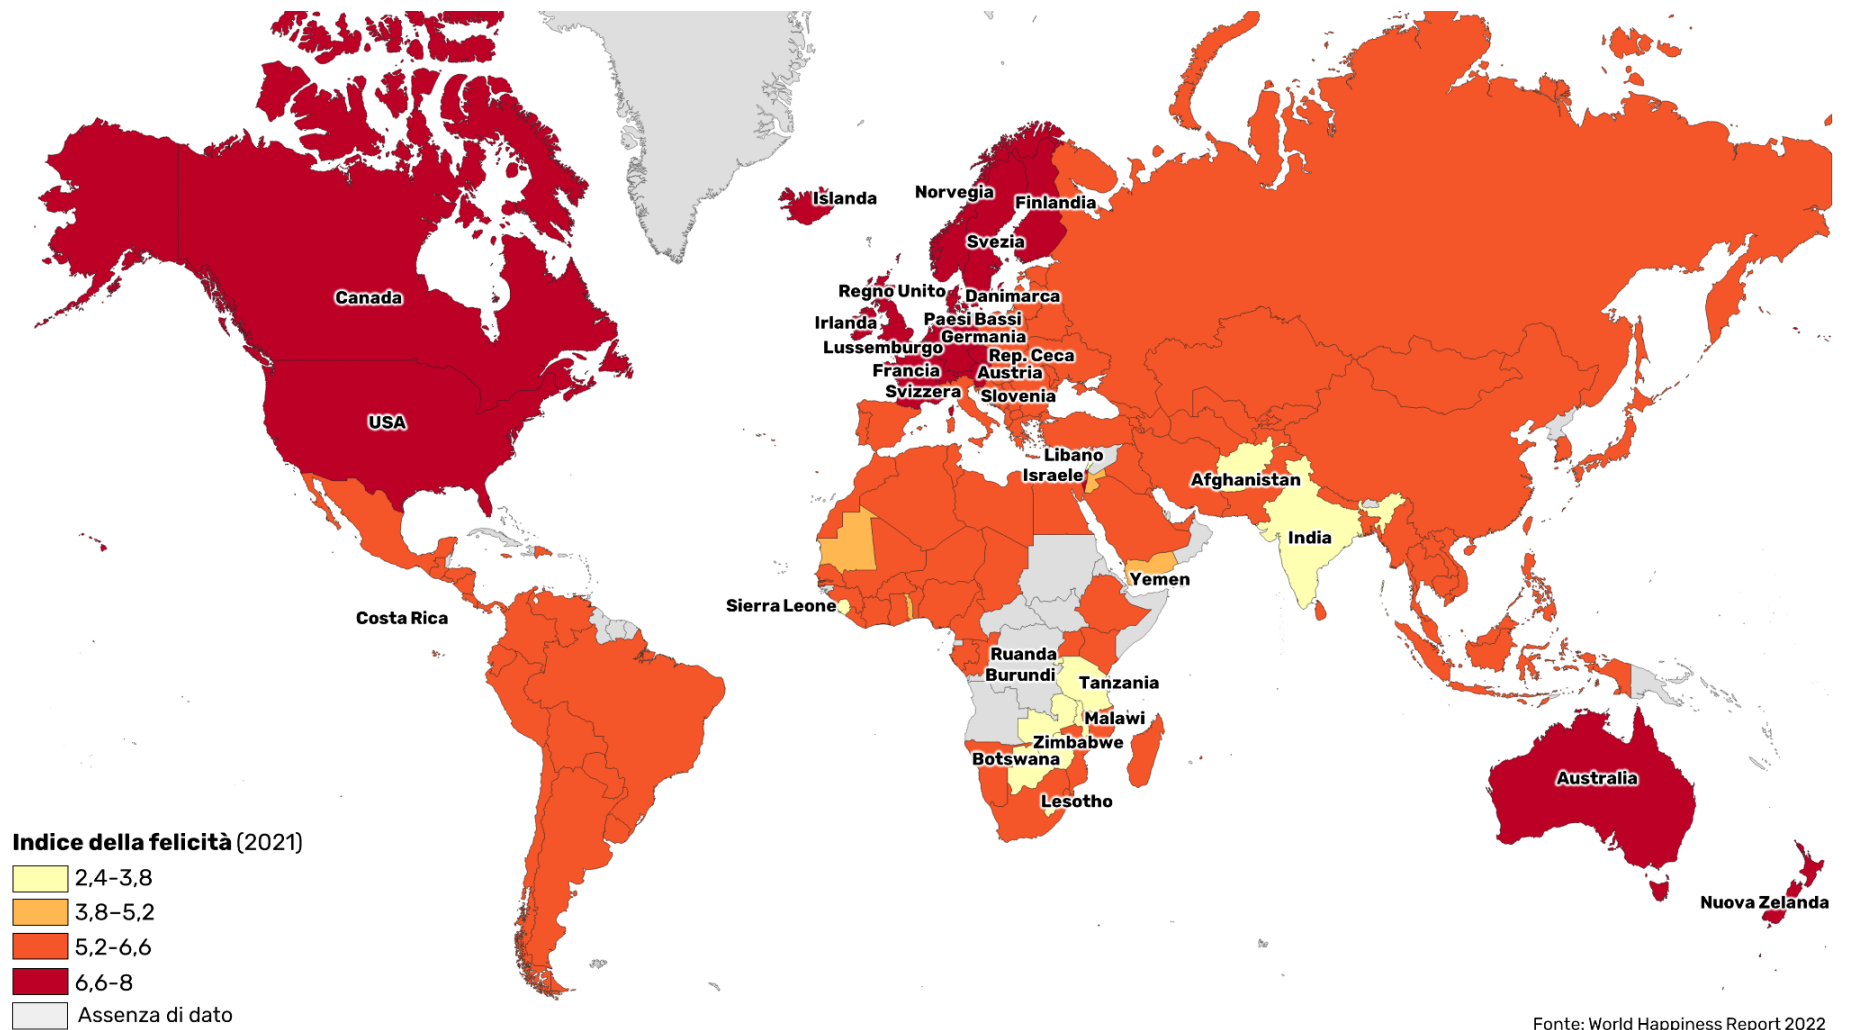 Islanda
Norvegia
Finlandia
Svezia
Canada
Regno Unito
Danimarca
Irlanda
Paesi Bassi
Germania
Lussemburgo
Rep. Ceca
Francia
Austria
Svizzera
Slovenia
USA
Libano
Israele
Afghanistan
India
Yemen
Sierra Leone
Costa Rica
Ruanda
Burundi
Tanzania
Malawi
Zimbabwe
Botswana
Lesotho
Australia
Nuova Zelanda
Indice della felicità (2021)
2,4-3,8
3,8-5,2
5,2-6,6
6,6-8
Assenza di dato
Fonte: World Happiness Report 2022